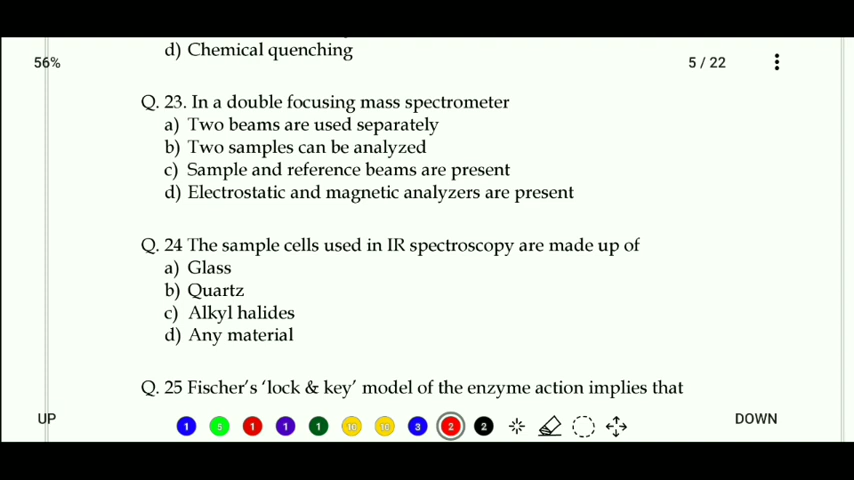 d) Chemical quenching
56%
5 / 22
Q. 23. In a double focusing mass spectrometer
a) Two beams are used separately
b) Two samples can be analyzed
c) Sample and reference beams are present
d) Electrostatic and magnetic analyzers are present
Q. 24 The sample cells used in IR spectroscopy are made up of
a) Glass
b) Quartz
c) Alkyl halides
d) Any material
Q. 25 Fischer's 'lock & key' model of the enzyme action implies that
UP
1 5 1 1 1 10 10 3 2 2
DOWN